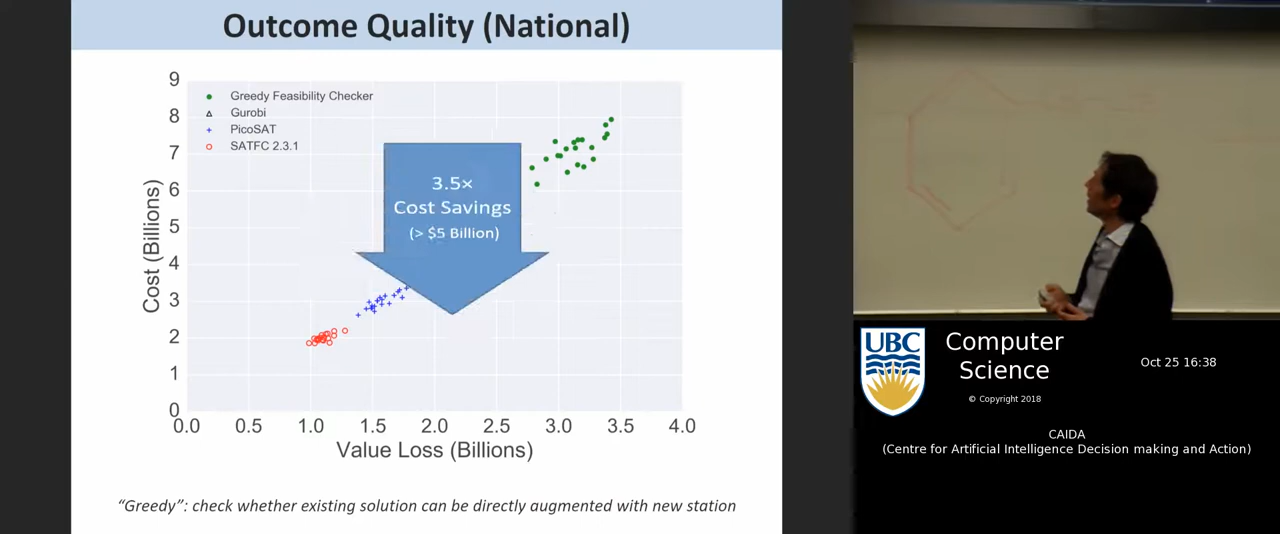 Outcome Quality (National)
9
8
7
6
5
4
3
2
1
0
Cost (Billions)
Greedy Feasibility Checker
Gurobi
PicoSAT
SATFC 2.3.1
3.5×
Cost Savings
(> $5 Billion)
0.0 0.5 1.0 1.5 2.0 2.5 3.0 3.5 4.0
Value Loss (Billions)
“Greedy”: check whether existing solution can be directly augmented with new station
UBC
Computer
Science
© Copyright 2018
Oct 25 16:38
CAIDA
(Centre for Artificial Intelligence Decision making and Action)